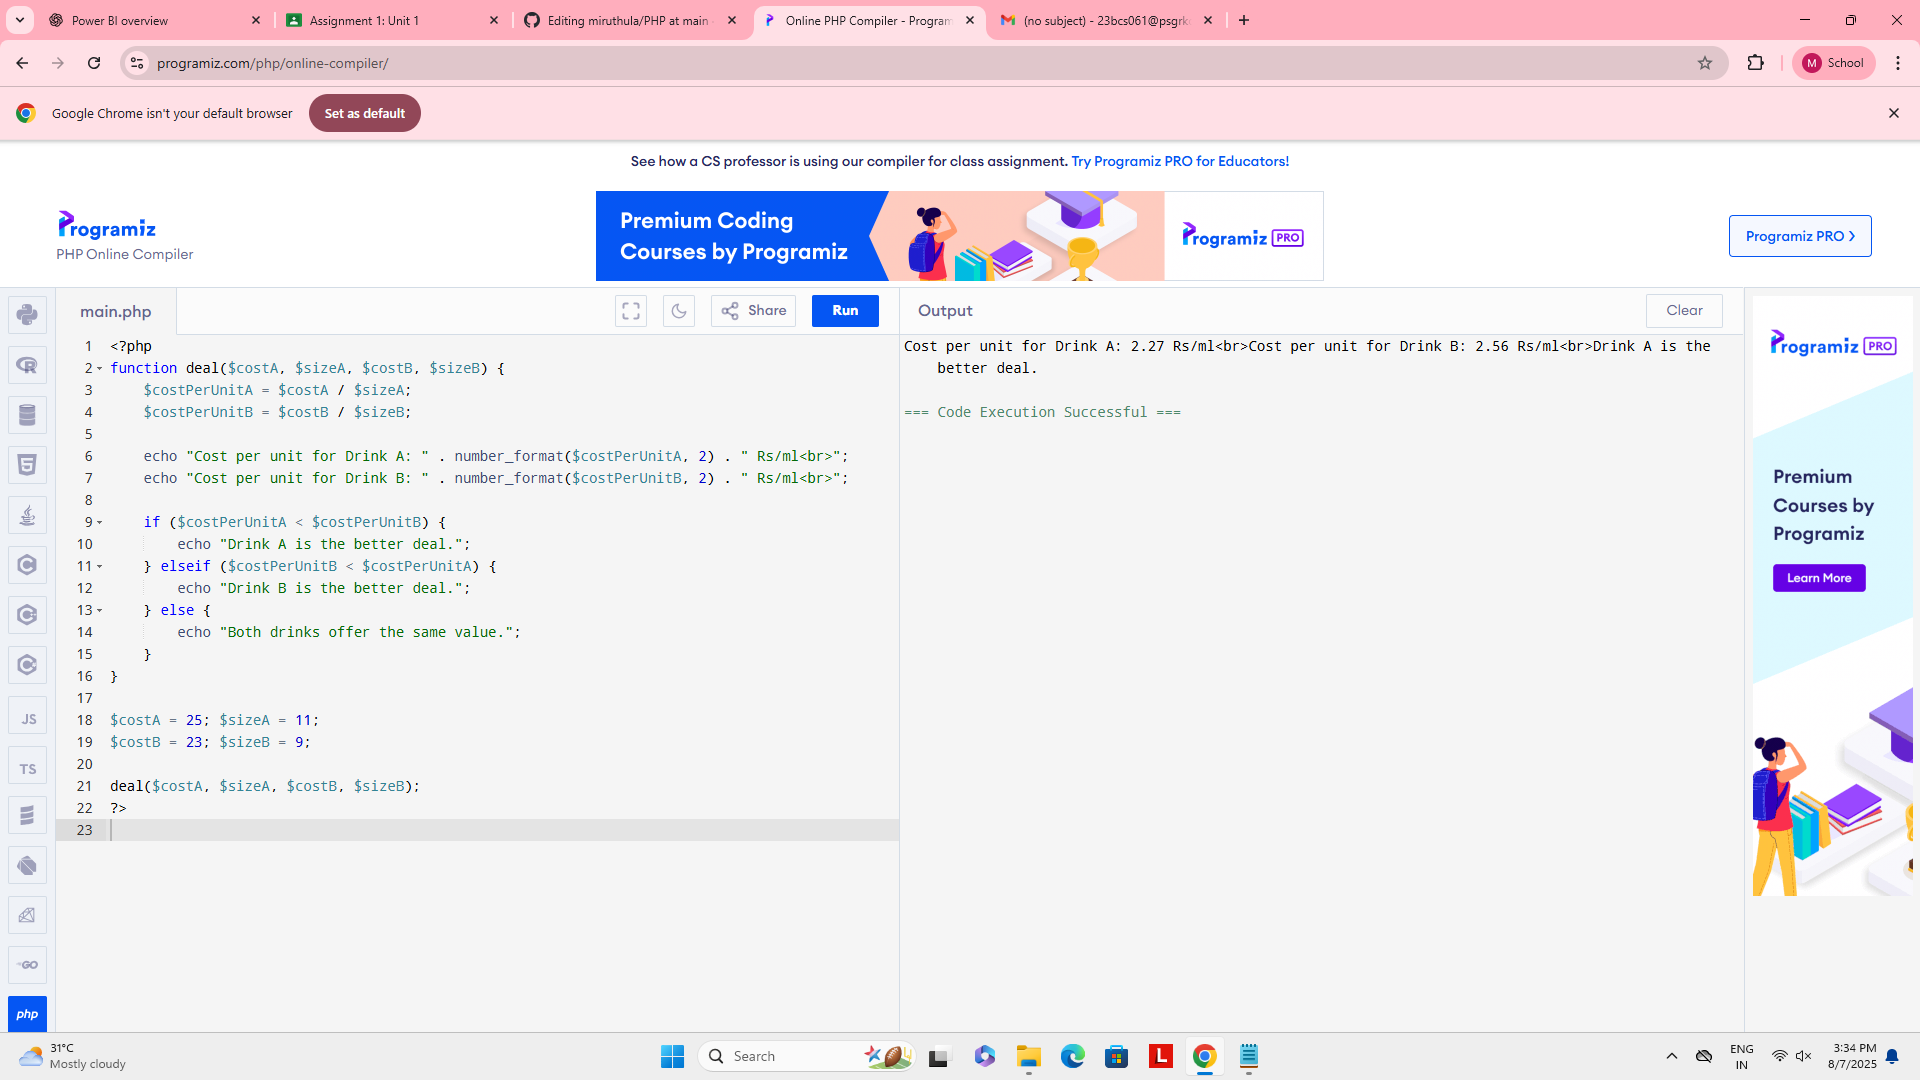 Power BI overview
Assignment 1: Unit 1
Editing miruthula/PHP at main
Online PHP Compiler - Program
(no subject) - 23bcs061@psgrkc
programiz.com/php/online-compiler/
M School
Google Chrome isn't your default browser
Set as default
See how a CS professor is using our compiler for class assignment. Try Programiz PRO for Educators!
Programiz
PHP Online Compiler
Premium Coding
Courses by Programiz
Programiz PRO
Programiz PRO >
main.php
Share
Run
Output
Clear
1 <?php
2 function deal($costA, $sizeA, $costB, $sizeB) {
3 $costPerUnitA = $costA / $sizeA;
4 $costPerUnitB = $costB / $sizeB;
5
6 echo "Cost per unit for Drink A: " . number_format($costPerUnitA, 2) . " Rs/ml<br>";
7 echo "Cost per unit for Drink B: " . number_format($costPerUnitB, 2) . " Rs/ml<br>";
8
9 if ($costPerUnitA < $costPerUnitB) {
10 echo "Drink A is the better deal.";
11 } elseif ($costPerUnitB < $costPerUnitA) {
12 echo "Drink B is the better deal.";
13 } else {
14 echo "Both drinks offer the same value.";
15 }
16 }
17
18 $costA = 25; $sizeA = 11;
19 $costB = 23; $sizeB = 9;
20
21 deal($costA, $sizeA, $costB, $sizeB);
22 ?>
23
Cost per unit for Drink A: 2.27 Rs/ml<br>Cost per unit for Drink B: 2.56 Rs/ml<br>Drink A is the
better deal.
=== Code Execution Successful ===
Programiz PRO
Premium
Courses by
Programiz
Learn More
JS
TS
GO
php
31°C
Mostly cloudy
Search
L
ENG
IN
3:34 PM
8/7/2025